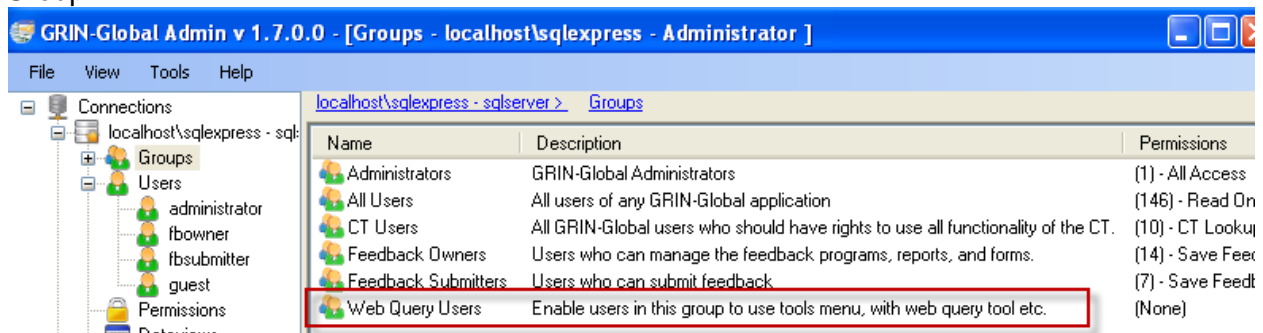 GRIN-Global Admin v 1.7.0.0 - [Groups - localhost\sqlexpress - Administrator ]
File View Tools Help
Connections
localhost\sqlexpress - sql:
Groups
Users
administrator
fbowner
fbsubmitter
guest
Permissions
localhost\sqlexpress - sqlserver > Groups
Name Description Permissions
Administrators GRIN-Global Administrators (1) - All Access
All Users All users of any GRIN-Global application (146) - Read On
CT Users All GRIN-Global users who should have rights to use all functionality of the CT. (10) - CT Looku
Feedback Owners Users who can manage the feedback programs, reports, and forms. (14) - Save Feed
Feedback Submitters Users who can submit feedback (7) - Save Feedb
Web Query Users Enable users in this group to use tools menu, with web query tool etc. (None)